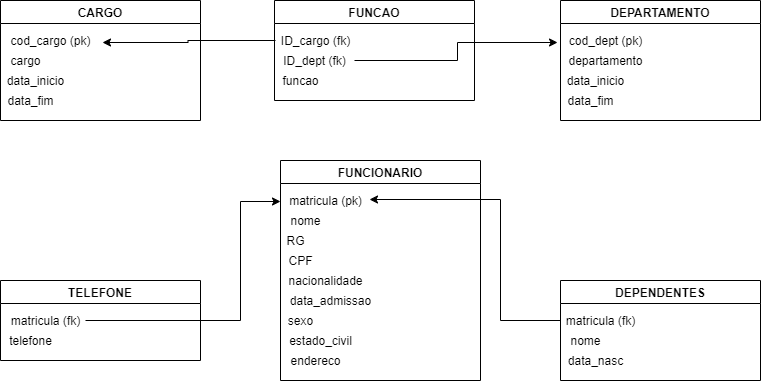 CARGO
cod_cargo (pk)
cargo
data_inicio
data_fim
FUNCAO
ID_cargo (fk)
ID_dept (fk)
funcao
DEPARTAMENTO
cod_dept (pk)
departamento
data_inicio
data_fim
FUNCIONARIO
matricula (pk)
nome
RG
CPF
nacionalidade
data_admissao
sexo
estado_civil
endereco
TELEFONE
matricula (fk)
telefone
DEPENDENTES
matricula (fk)
nome
data_nasc